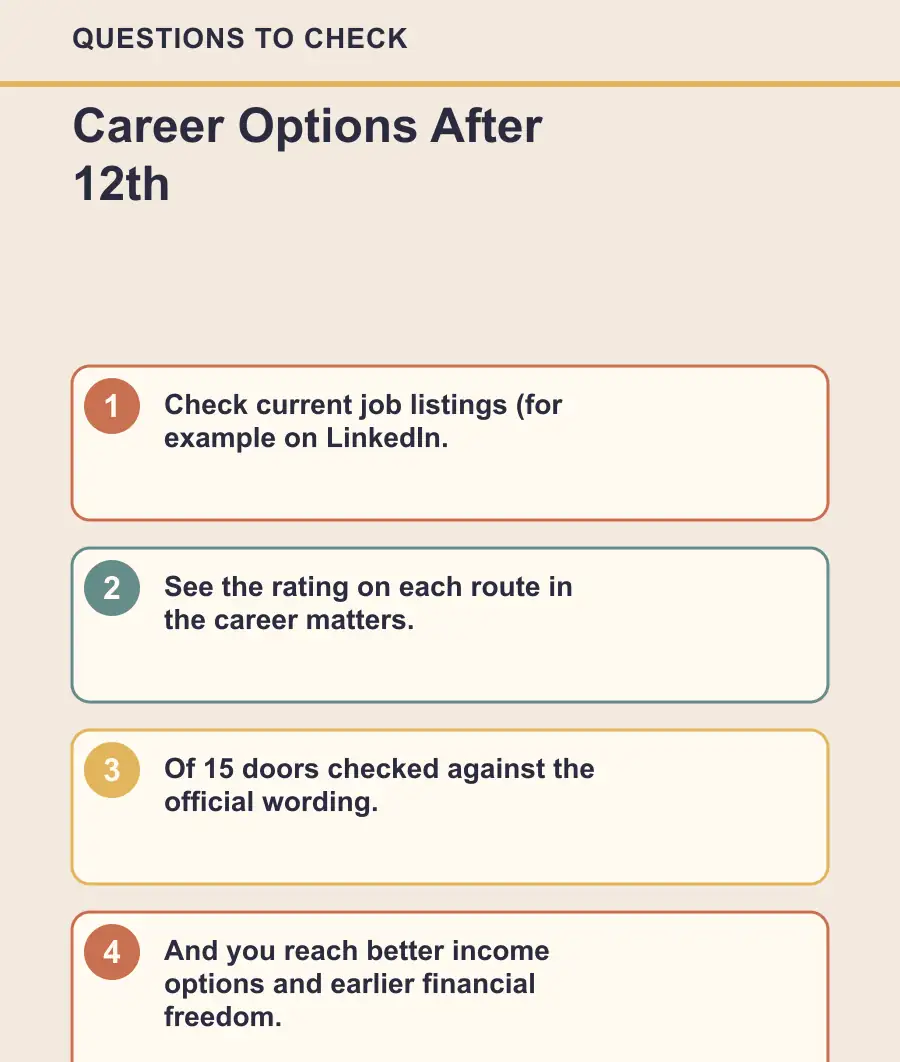 QUESTIONS TO CHECK
Career Options After
12th
1
Check current job listings (for
example on LinkedIn.
2
See the rating on each route in
the career matters.
3
Of 15 doors checked against the
official wording.
4
And you reach better income
options and earlier financial
freedom.